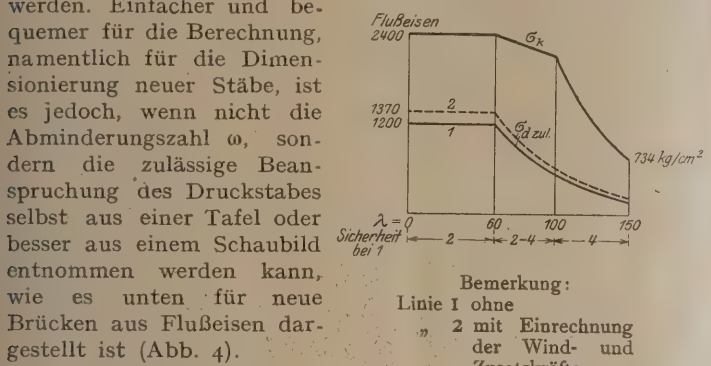 werden. Einfacher und be-
quemer für die Berechnung,
namentlich für die Dimen-
sionierung neuer Stäbe, ist
es jedoch, wenn nicht die
Abminderungszahl ω, son-
dern die zulässige Bean-
spruchung des Druckstabes
selbst aus einer Tafel oder
besser aus einem Schaubild
entnommen werden kann,
wie es unten für neue
Brücken aus Flußeisen dar-
gestellt ist (Abb. 4).
Flußeisen
2400
σk
1370
2
1200
1
σd zul.
734 kg/cm²
λ = 0 60 100 150
Sicherheit 2 2-4 4
bei 1
Bemerkung:
Linie 1 ohne
„ 2 mit Einrechnung
der Wind- und